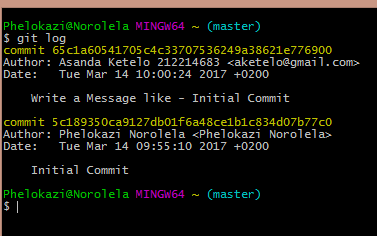 Phelokazi@Norolela MINGW64 ~ (master)
$ git log
commit 65c1a60541705c4c33707536249a38621e776900
Author: Asanda Ketelo 212214683 <aketelo@gmail.com>
Date:   Tue Mar 14 10:00:24 2017 +0200
    Write a Message like - Initial Commit
commit 5c189350ca9127db01f6a48ce1b1c834d07b77c0
Author: Phelokazi Norolela <Phelokazi Norolela>
Date:   Tue Mar 14 09:55:10 2017 +0200
    Initial Commit
Phelokazi@Norolela MINGW64 ~ (master)
$